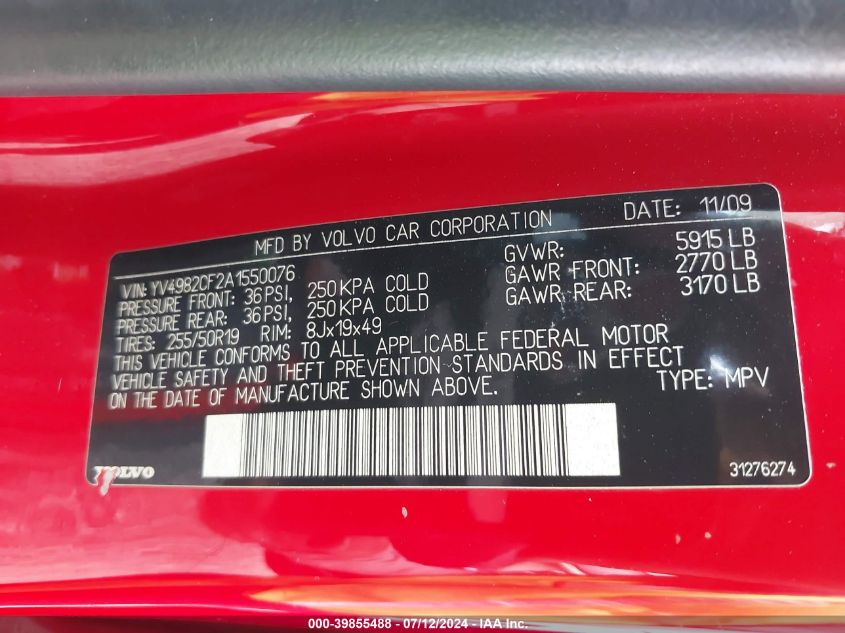 MFD BY VOLVO CAR CORPORATION DATE: 11/09
VIN: YV4982CF2A1550076 GVWR: 5915 LB
PRESSURE FRONT: 36 PSI, 250 KPA COLD GAWR FRONT: 2770 LB
PRESSURE REAR: 36 PSI, 250 KPA COLD GAWR REAR: 3170 LB
TIRES: 255/50R19 RIM: 8Jx19x49
THIS VEHICLE CONFORMS TO ALL APPLICABLE FEDERAL MOTOR
VEHICLE SAFETY AND THEFT PREVENTION STANDARDS IN EFFECT
ON THE DATE OF MANUFACTURE SHOWN ABOVE. TYPE: MPV
VOLVO 31276274
000-39855488 - 07/12/2024 - IAA Inc.